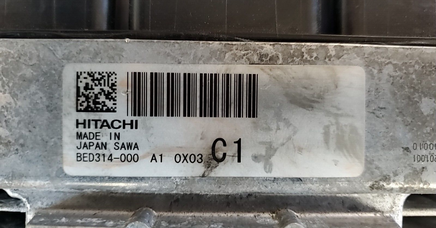 HITACHI
MADE IN
JAPAN SAWA
BED314-000 A1 0X03 C1